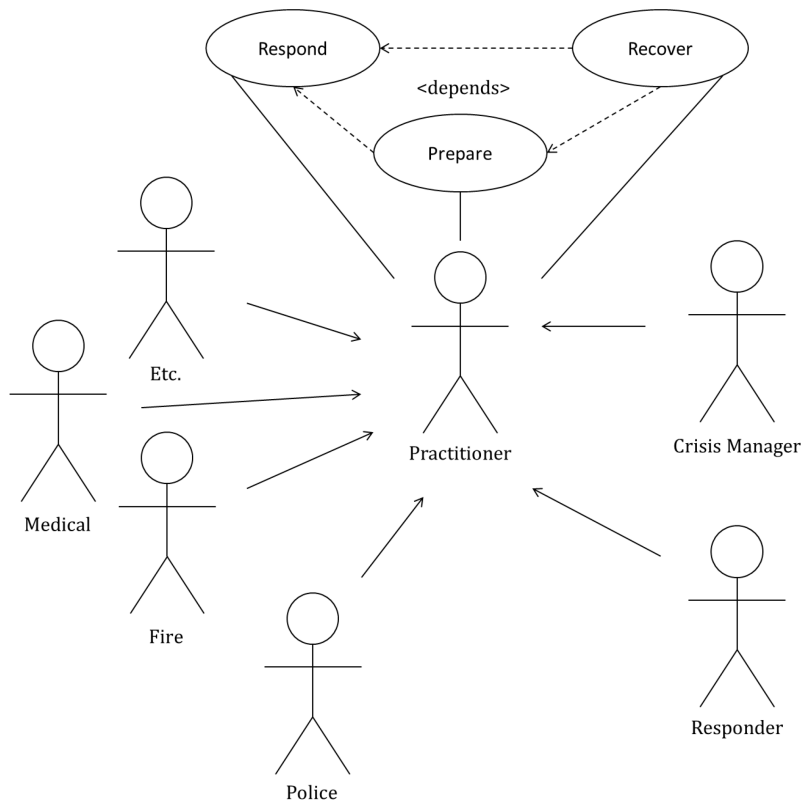 Respond
Recover
<depends>
Prepare
Etc.
Practitioner
Crisis Manager
Medical
Fire
Responder
Police